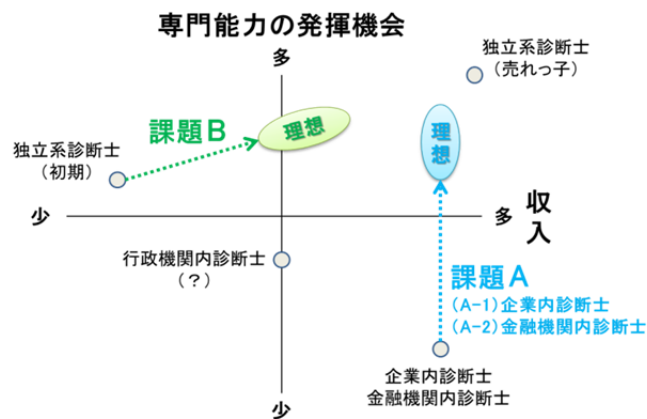 専門能力の発揮機会
多
独立系診断士
（売れっ子）
課題B
理想
理想
独立系診断士
（初期）
少
多
収入
行政機関内診断士
（？）
課題A
(A-1)企業内診断士
(A-2)金融機関内診断士
企業内診断士
金融機関内診断士
少